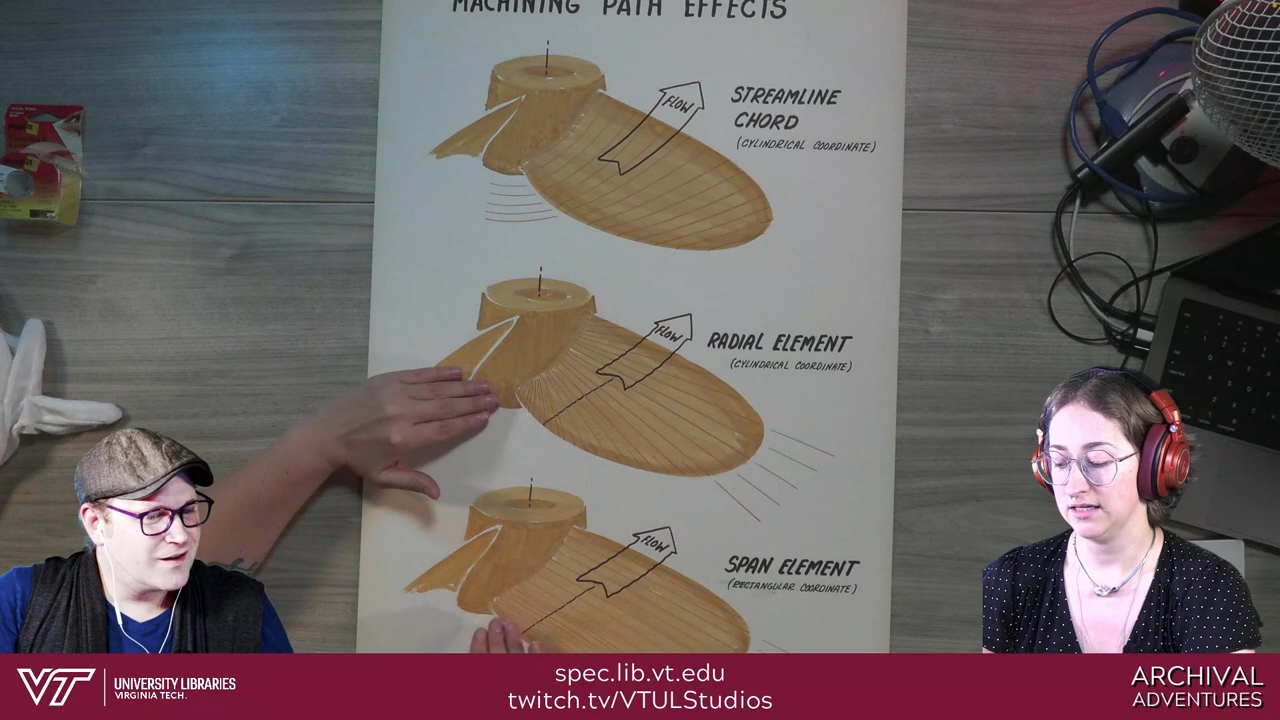 MACHINING PATH EFFECTS
FLOW
STREAMLINE
CHORD
(CYLINDRICAL COORDINATE)
FLOW
RADIAL ELEMENT
(CYLINDRICAL COORDINATE)
FLOW
SPAN ELEMENT
(RECTANGULAR COORDINATE)
VT
UNIVERSITY LIBRARIES
VIRGINIA TECH.
spec.lib.vt.edu
twitch.tv/VTULStudios
ARCHIVAL
ADVENTURES